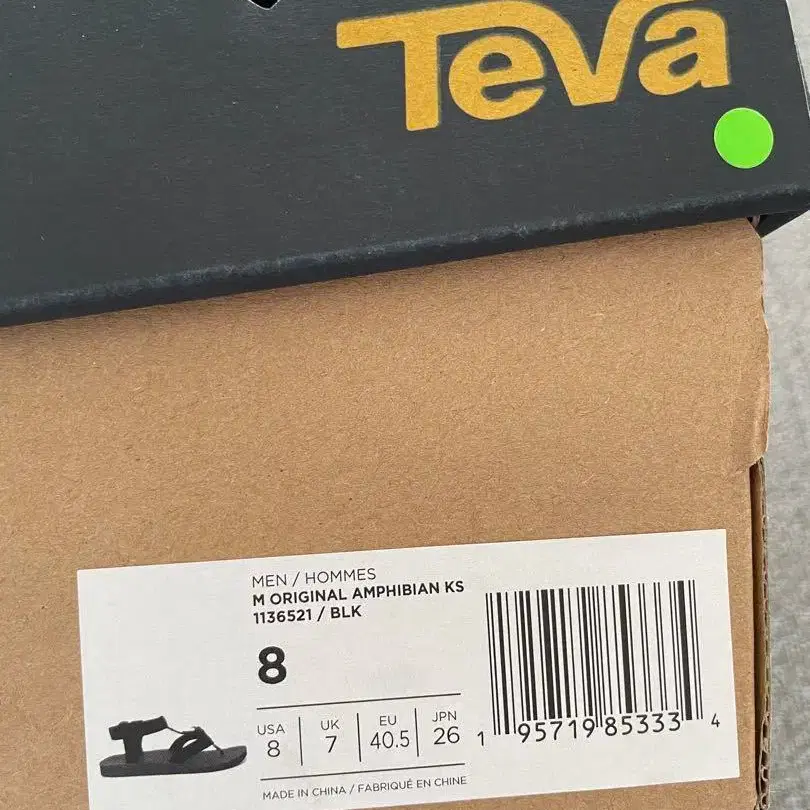 Teva
MEN / HOMMES
M ORIGINAL AMPHIBIAN KS
1136521 / BLK
8
USA UK EU JPN
8 7 40.5 26
1 95719 85333 4
MADE IN CHINA / FABRIQUÉ EN CHINE